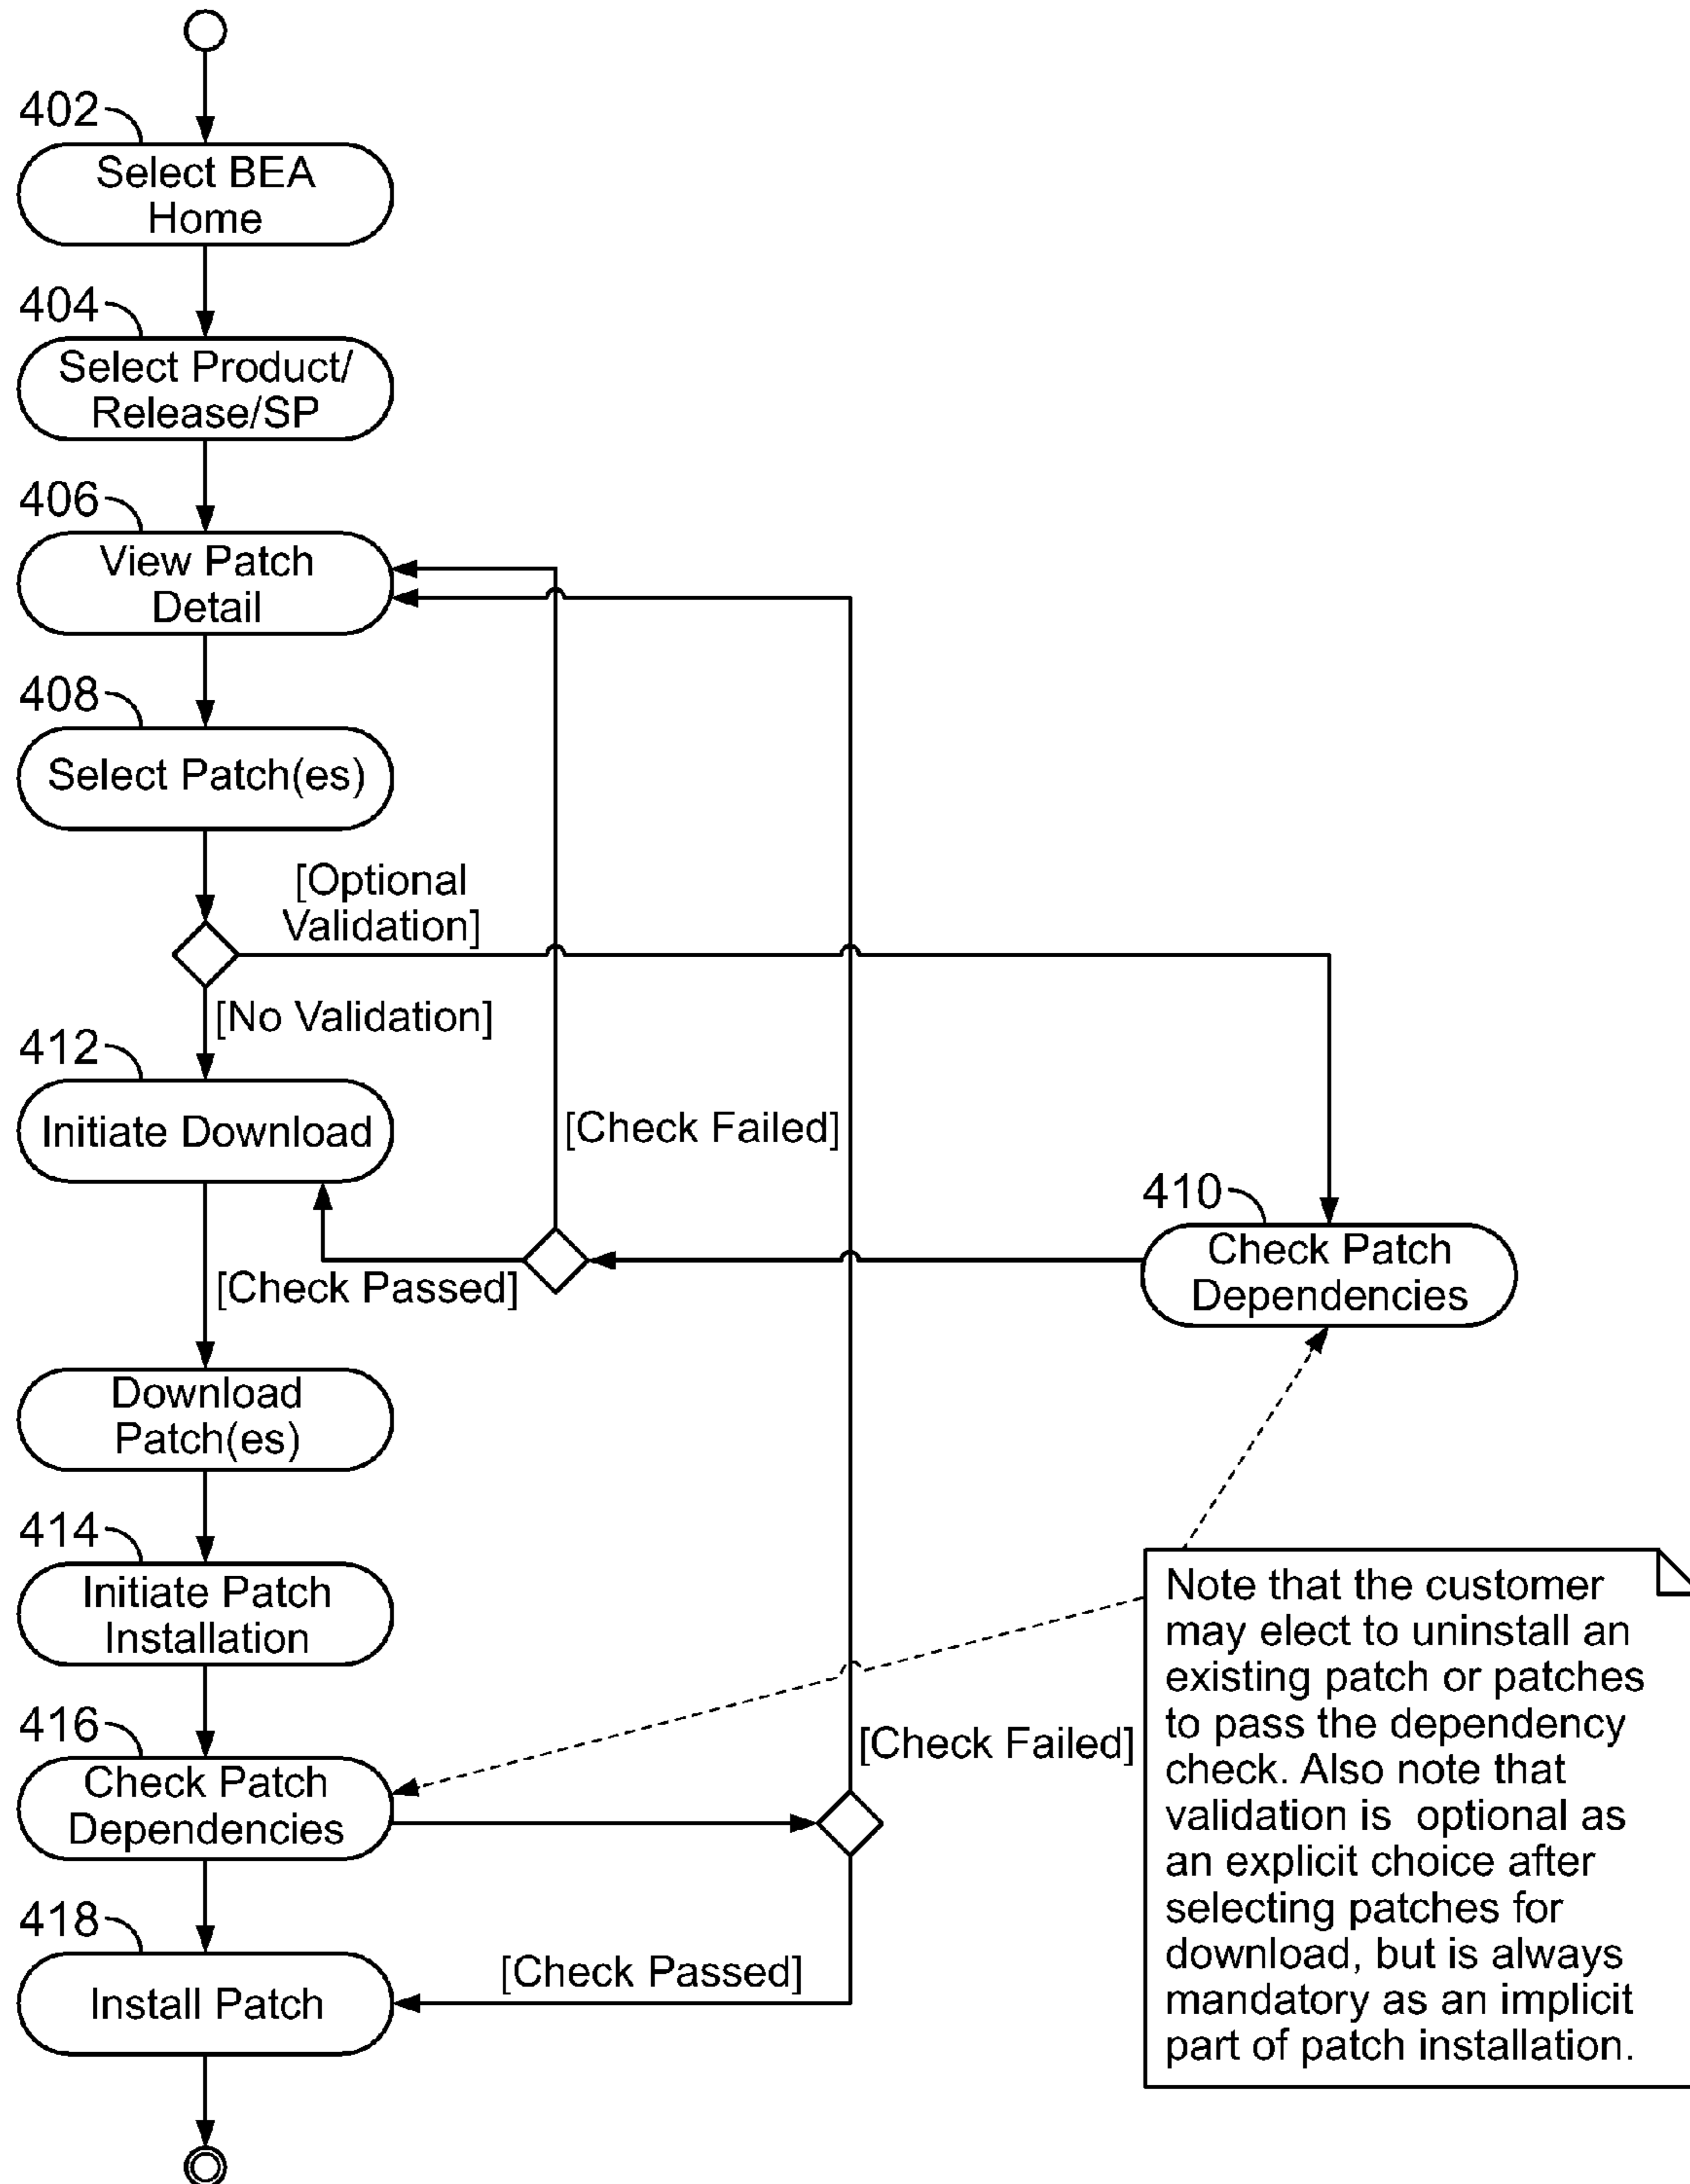 402
Select BEA
Home
404
Select Product/
Release/SP
406
View Patch
Detail
408
Select Patch(es)
[Optional
Validation]
[No Validation]
412
Initiate Download
[Check Failed]
410
Check Patch
Dependencies
[Check Passed]
Download
Patch(es)
414
Initiate Patch
Installation
Note that the customer
may elect to uninstall an
existing patch or patches
to pass the dependency
check. Also note that
validation is optional as
an explicit choice after
selecting patches for
download, but is always
mandatory as an implicit
part of patch installation.
416
Check Patch
Dependencies
[Check Failed]
418
Install Patch
[Check Passed]